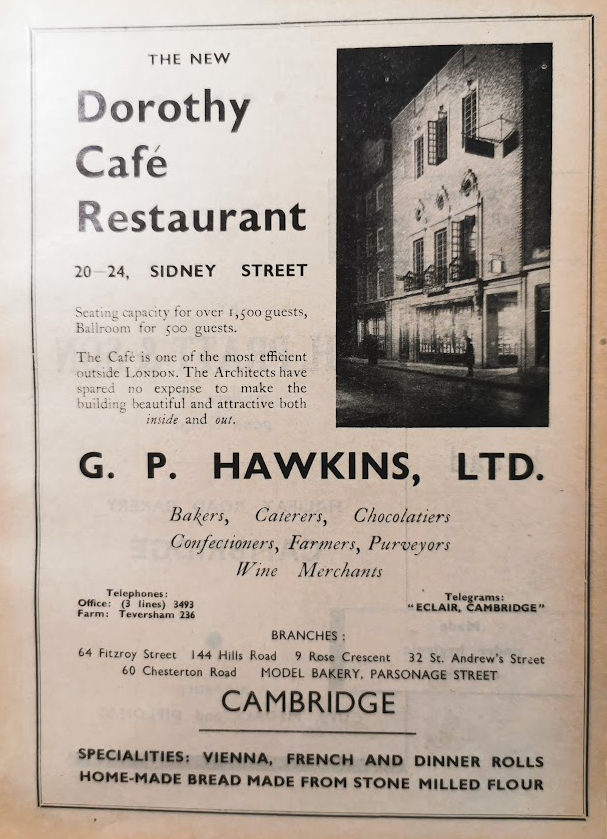 THE NEW
Dorothy
Café
Restaurant
20—24, SIDNEY STREET
Seating capacity for over 1,500 guests,
Ballroom for 500 guests.
The Café is one of the most efficient
outside LONDON. The Architects have
spared no expense to make the
building beautiful and attractive both
inside and out.
G. P. HAWKINS, LTD.
Bakers, Caterers, Chocolatiers
Confectioners, Farmers, Purveyors
Wine Merchants
Telephones:
Office: (3 lines) 3493
Farm: Teversham 236
Telegrams:
"ECLAIR, CAMBRIDGE"
BRANCHES:
64 Fitzroy Street 144 Hills Road 9 Rose Crescent 32 St. Andrew's Street
60 Chesterton Road MODEL BAKERY, PARSONAGE STREET
CAMBRIDGE
SPECIALITIES: VIENNA, FRENCH AND DINNER ROLLS
HOME-MADE BREAD MADE FROM STONE MILLED FLOUR